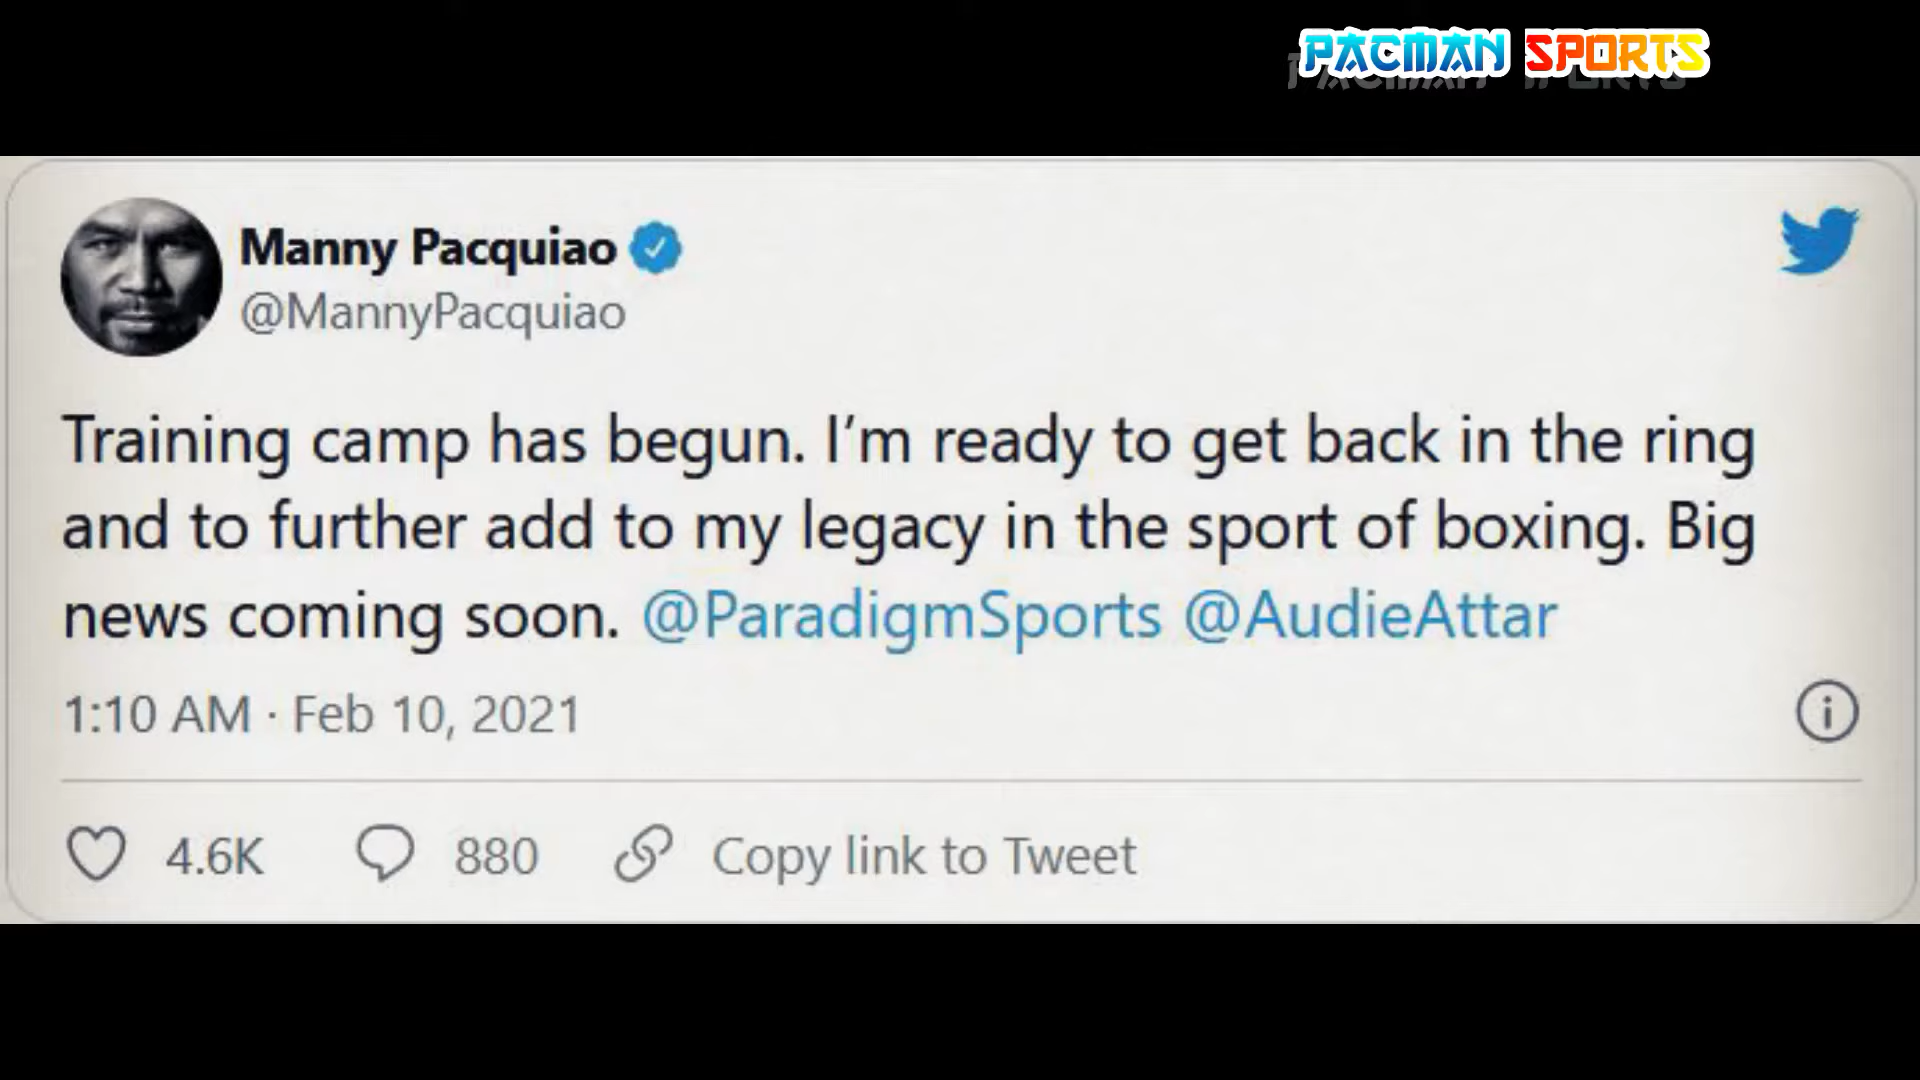 PACMAN SPORTS
Manny Pacquiao
@MannyPacquiao
Training camp has begun. I’m ready to get back in the ring
and to further add to my legacy in the sport of boxing. Big
news coming soon. @ParadigmSports @AudieAttar
1:10 AM · Feb 10, 2021
4.6K 880 Copy link to Tweet